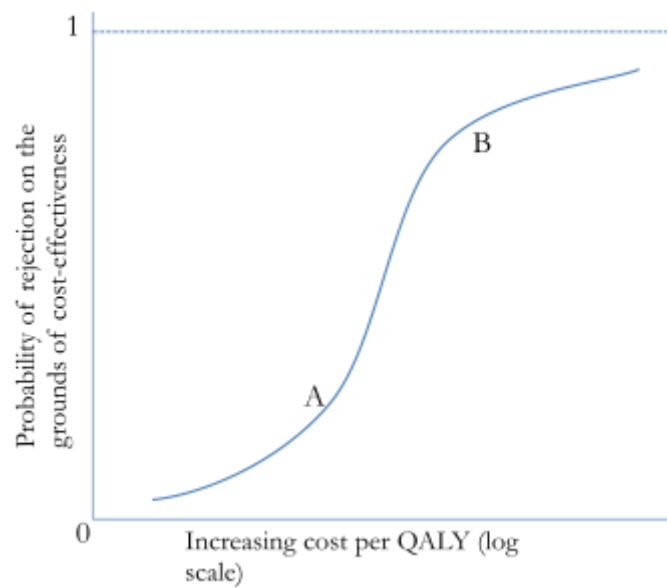 1
Probability of rejection on the
grounds of cost-effectiveness
B
A
0
Increasing cost per QALY (log
scale)